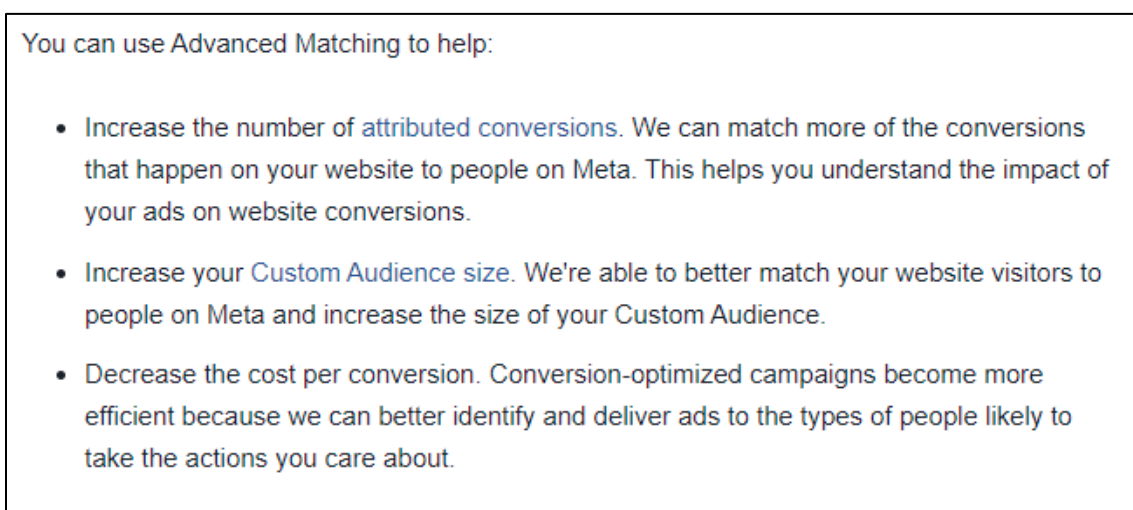 You can use Advanced Matching to help:
• Increase the number of attributed conversions. We can match more of the conversions
that happen on your website to people on Meta. This helps you understand the impact of
your ads on website conversions.
• Increase your Custom Audience size. We're able to better match your website visitors to
people on Meta and increase the size of your Custom Audience.
• Decrease the cost per conversion. Conversion-optimized campaigns become more
efficient because we can better identify and deliver ads to the types of people likely to
take the actions you care about.